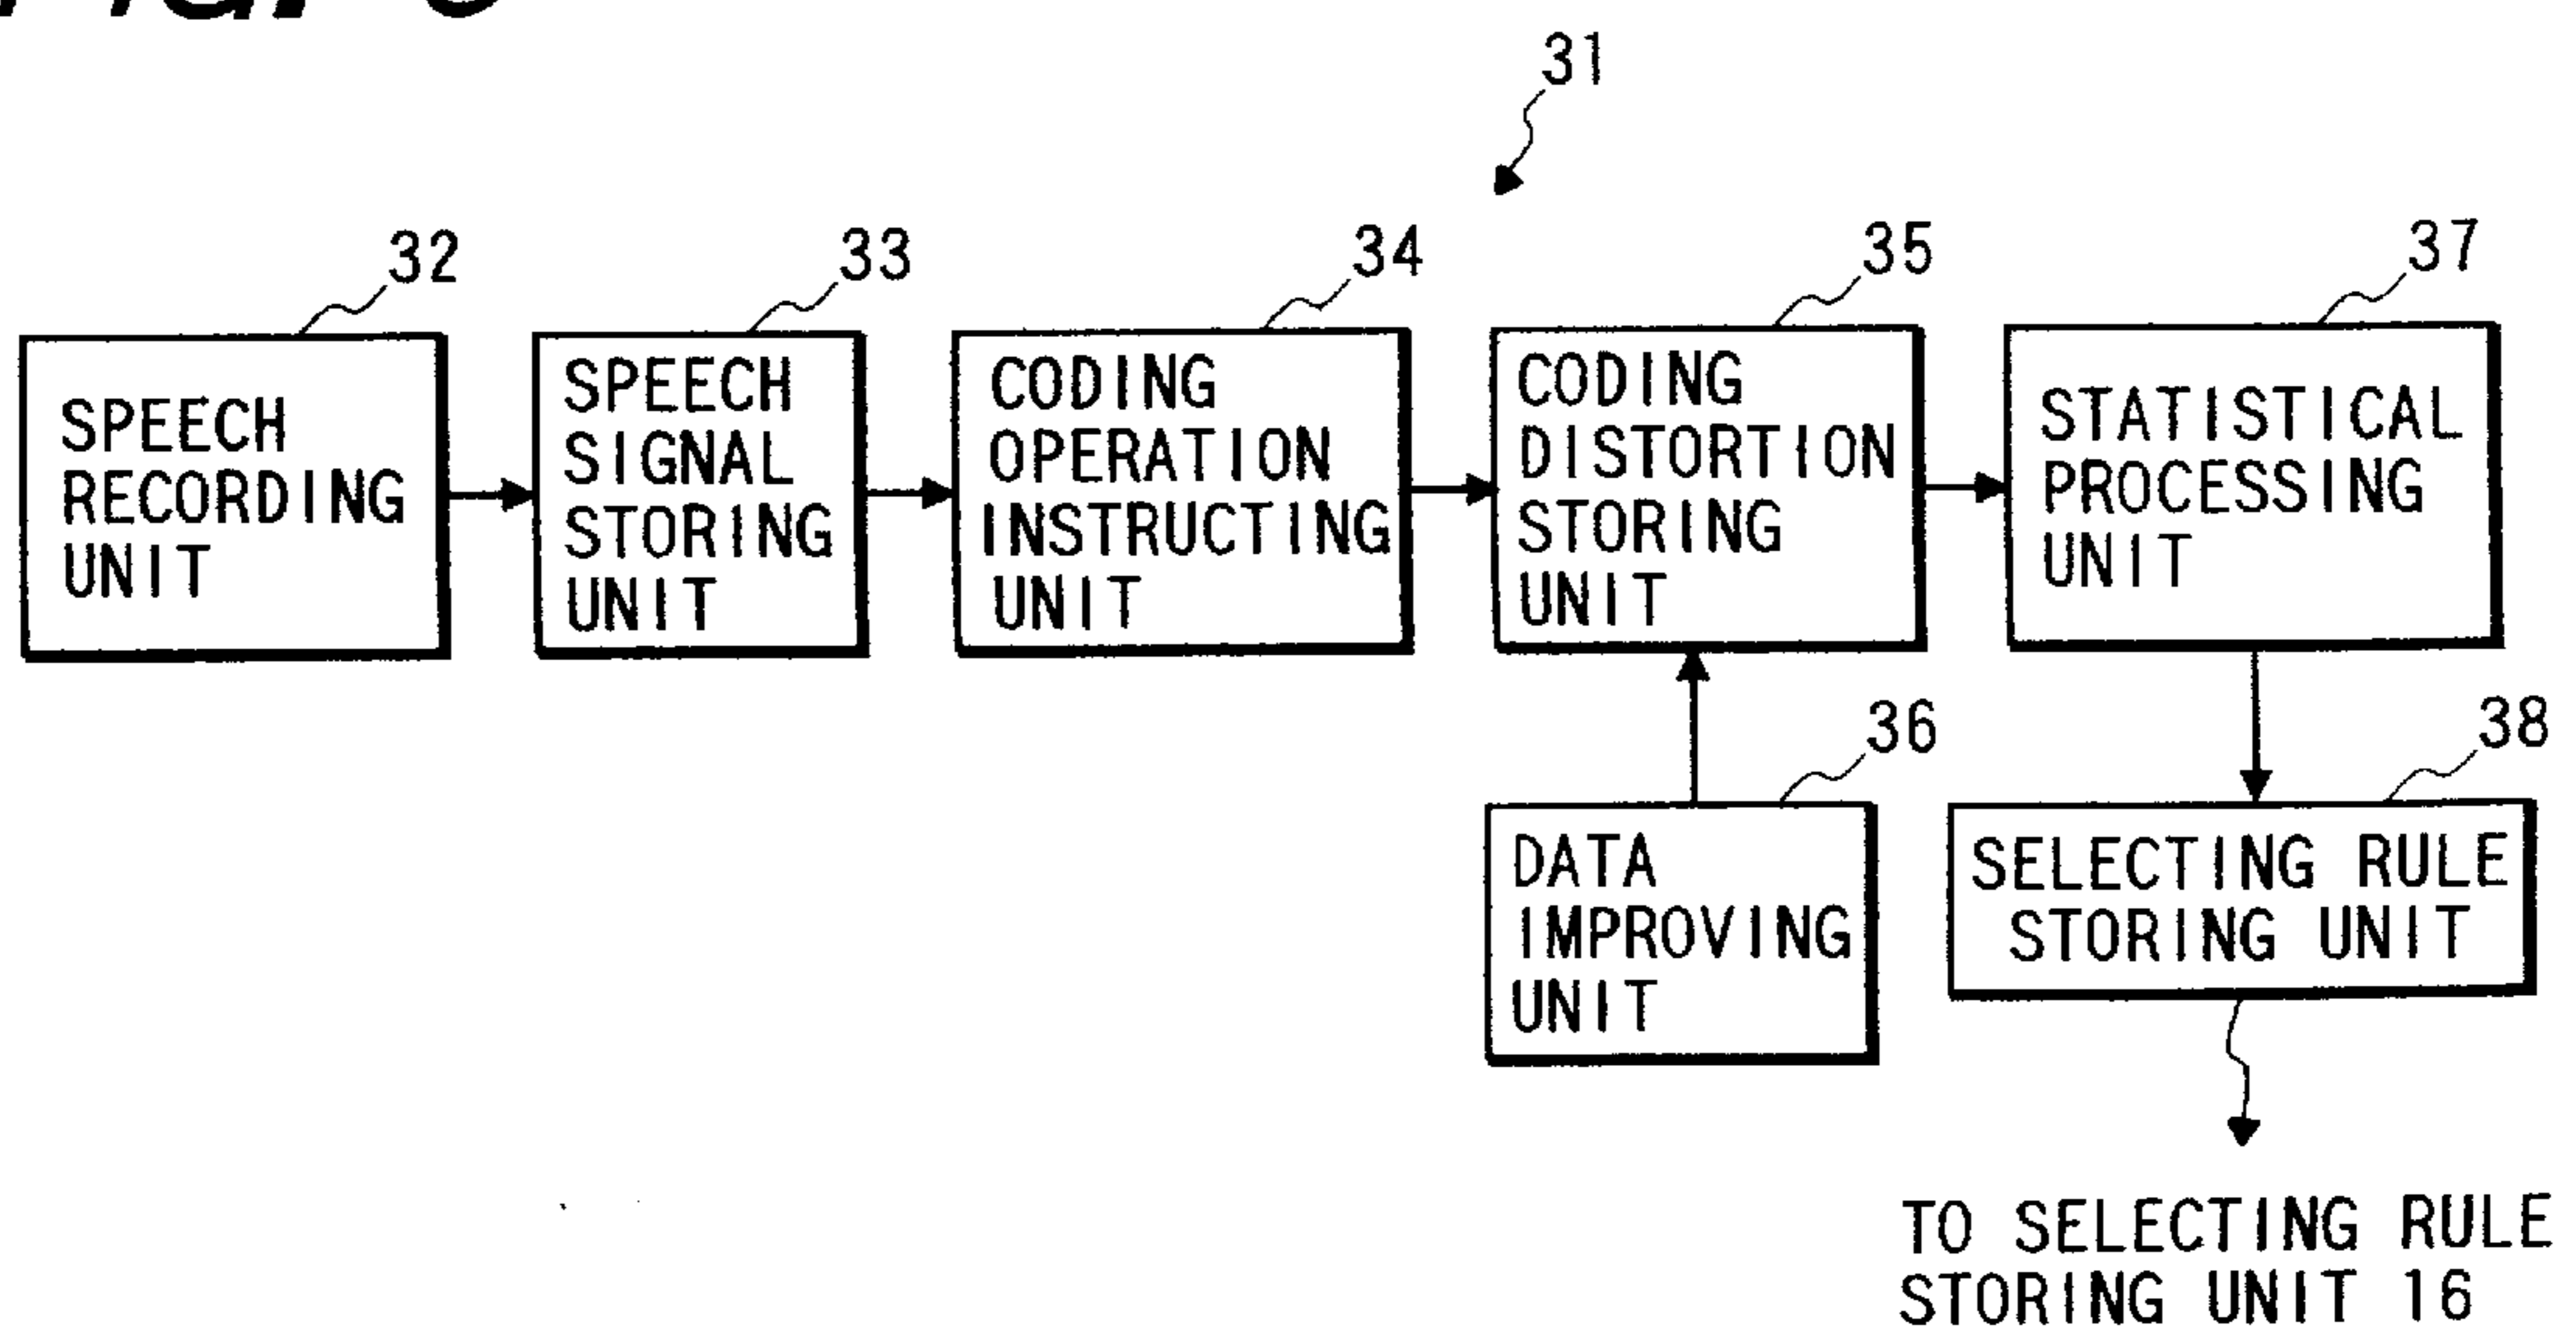 31
32
33
34
35
37
SPEECH
RECORDING
UNIT
SPEECH
SIGNAL
STORING
UNIT
CODING
OPERATION
INSTRUCTING
UNIT
CODING
DISTORTION
STORING
UNIT
STATISTICAL
PROCESSING
UNIT
36
38
DATA
IMPROVING
UNIT
SELECTING RULE
STORING UNIT
TO SELECTING RULE
STORING UNIT 16